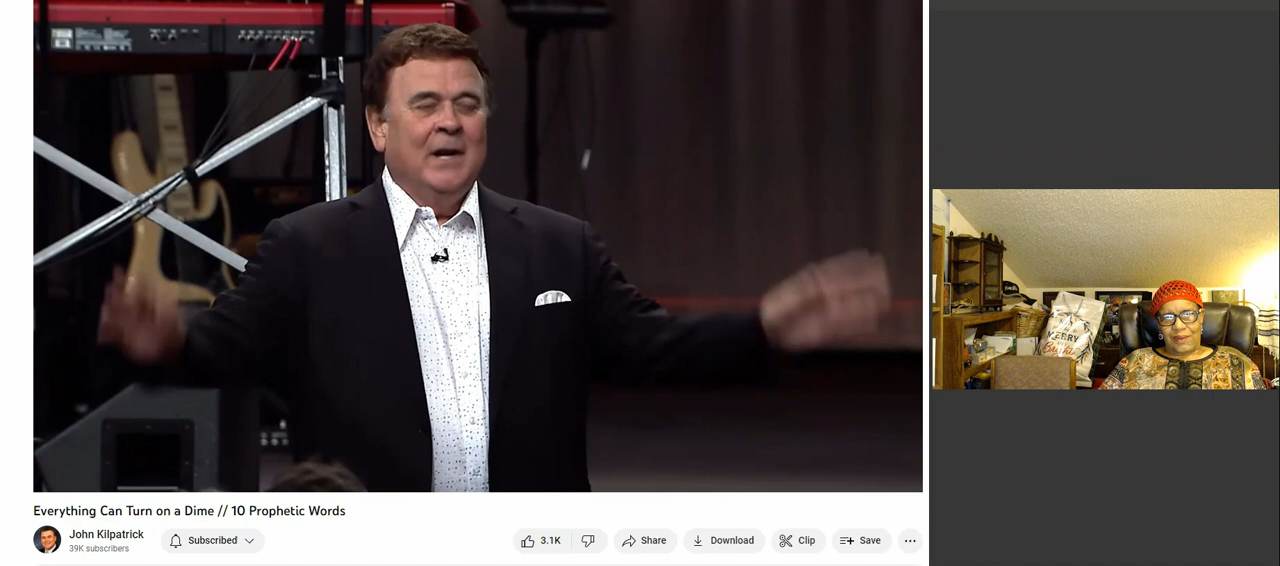 Everything Can Turn on a Dime // 10 Prophetic Words
John Kilpatrick
39K subscribers
Subscribed
3.1K
Share
Download
Clip
Save
...